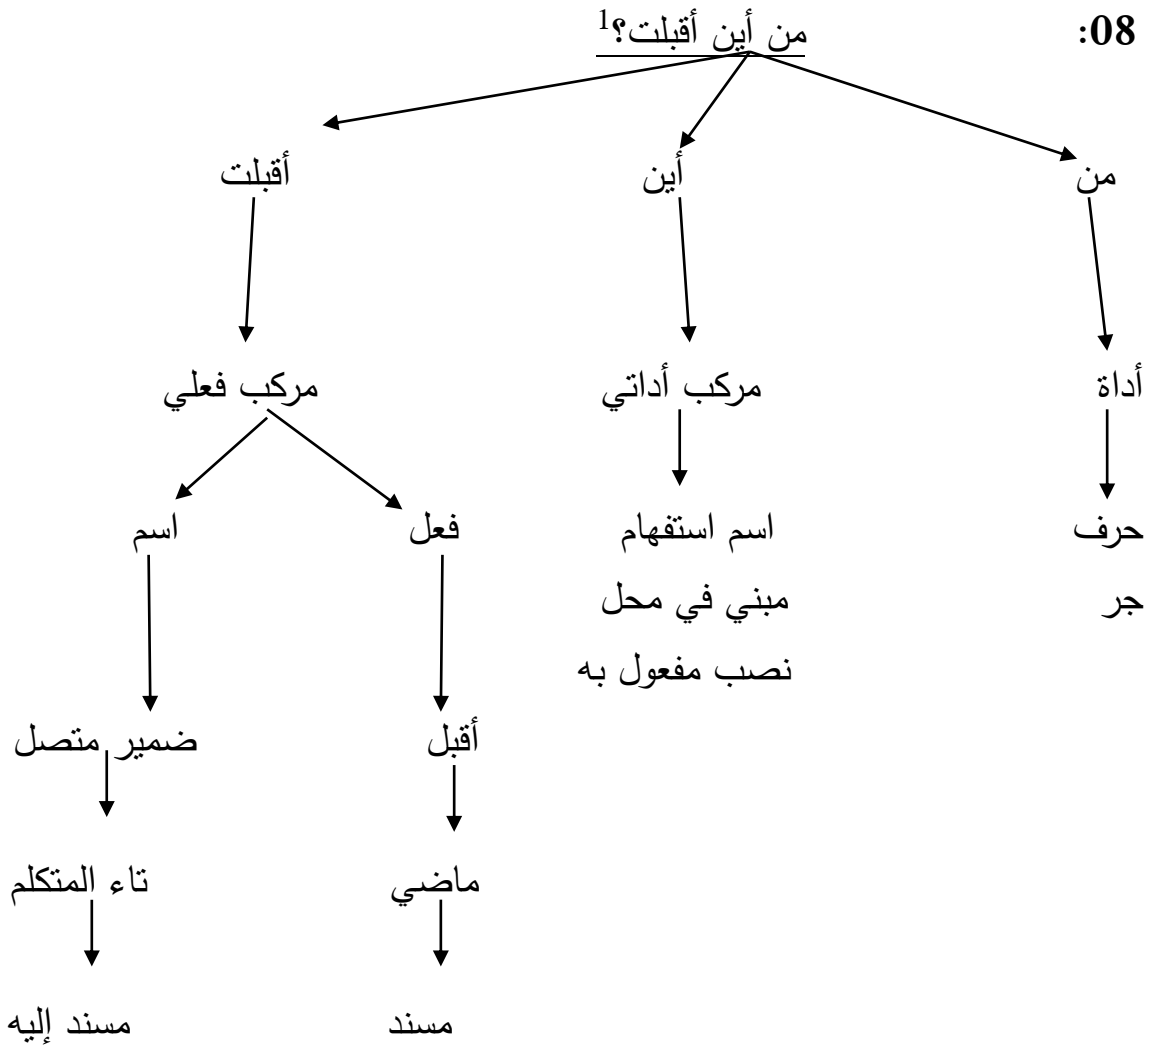 08:
من أين أقبلت؟1
من أين أقبلت
أداة مركب أداتي مركب فعلي
حرف اسم استفهام فعل اسم
جر مبني في محل
نصب مفعول به
أقبل ضمير متصل
ماضي تاء المتكلم
مسند مسند إليه